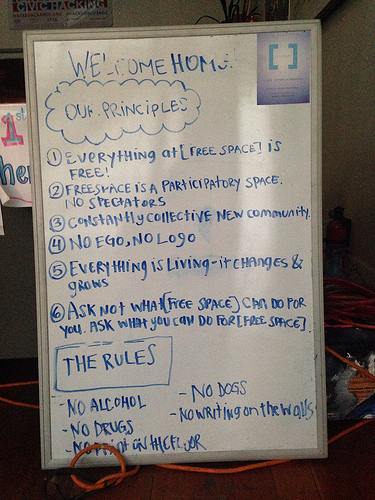 CIVIC HACKING
WELCOME HOME!
[ ]
OUR PRINCIPLES
1st
her
① EVERYTHING AT [FREE SPACE] IS
FREE!
② FREESPACE IS A PARTICIPATORY SPACE.
NO SPECTATORS
③ CONSTANTLY COLLECTIVE NEW COMMUNITY.
④ NO EGO, NO LOGO
⑤ EVERYTHING IS LIVING - IT CHANGES &
GROWS
⑥ ASK NOT WHAT [FREE SPACE] CAN DO FOR
YOU. ASK WHAT YOU CAN DO FOR [FREE SPACE].
THE RULES
- NO ALCOHOL
- NO DRUGS
- NO PAINT ON THE FLOOR
- NO DOGS
- NO WRITING ON THE WALLS